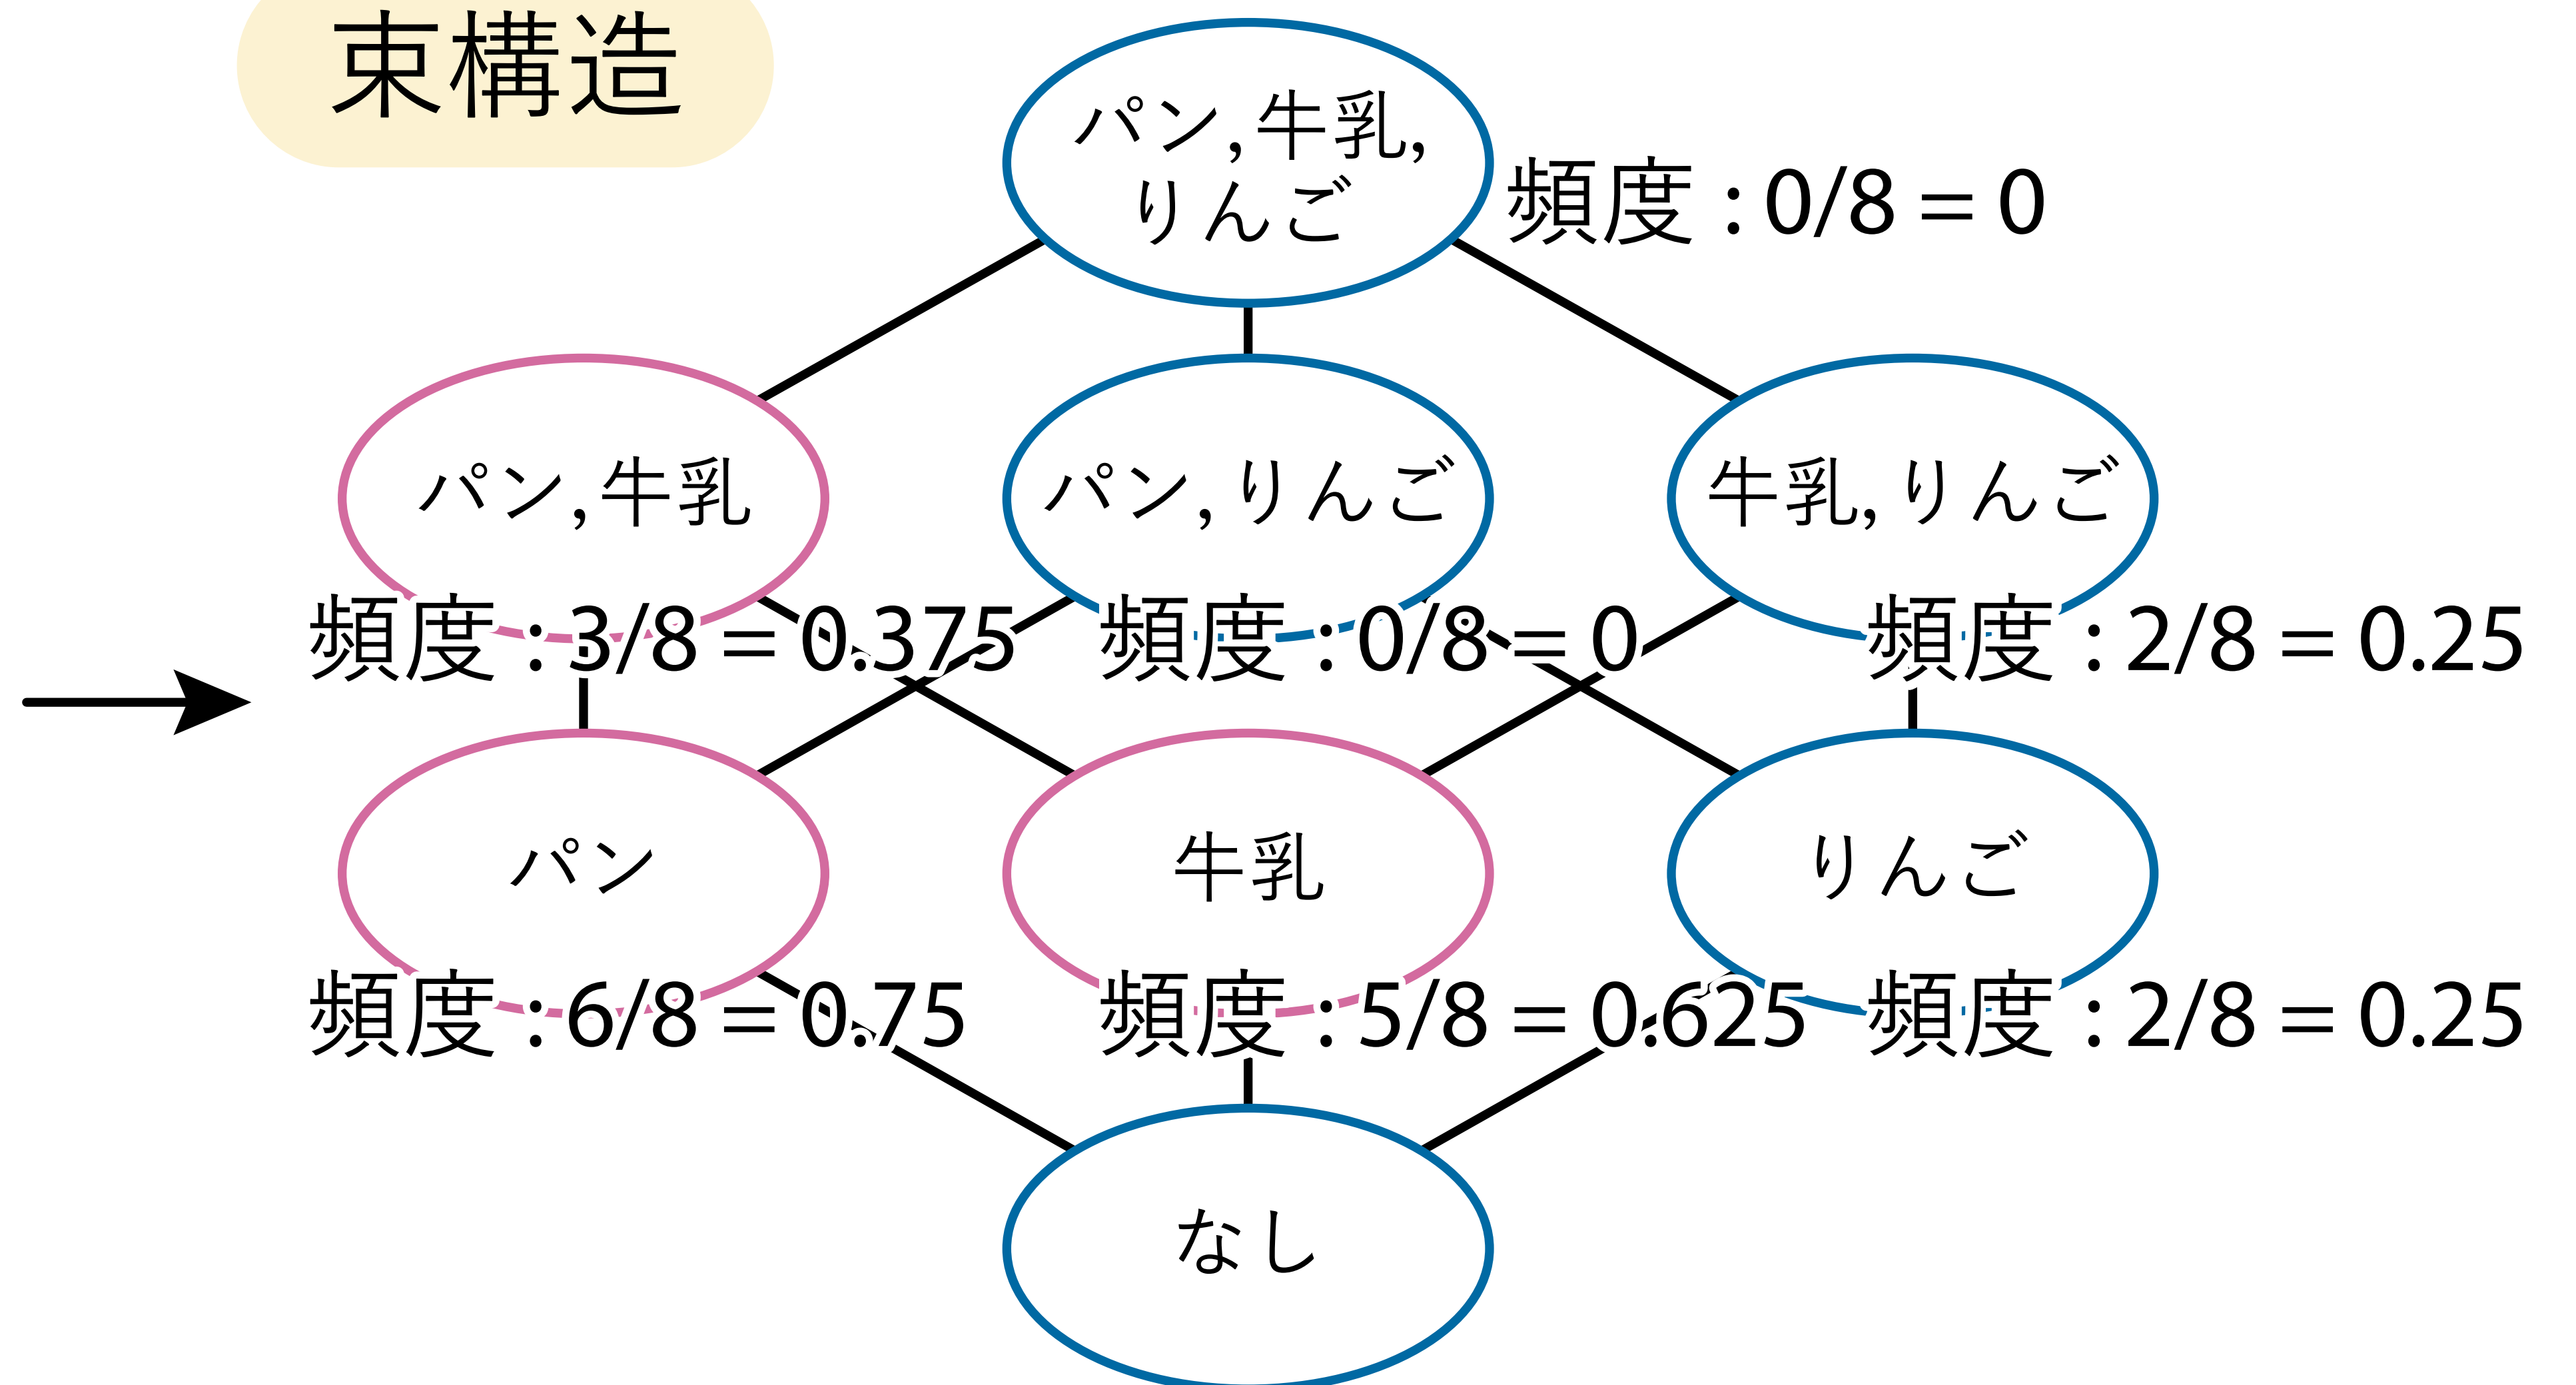 束構造
パン,牛乳,
りんご
頻度 : 0/8 = 0
パン,牛乳
パン,りんご
牛乳,りんご
頻度 : 3/8 = 0.375
頻度 : 0/8 = 0
頻度 : 2/8 = 0.25
パン
牛乳
りんご
頻度 : 6/8 = 0.75
頻度 : 5/8 = 0.625
頻度 : 2/8 = 0.25
なし